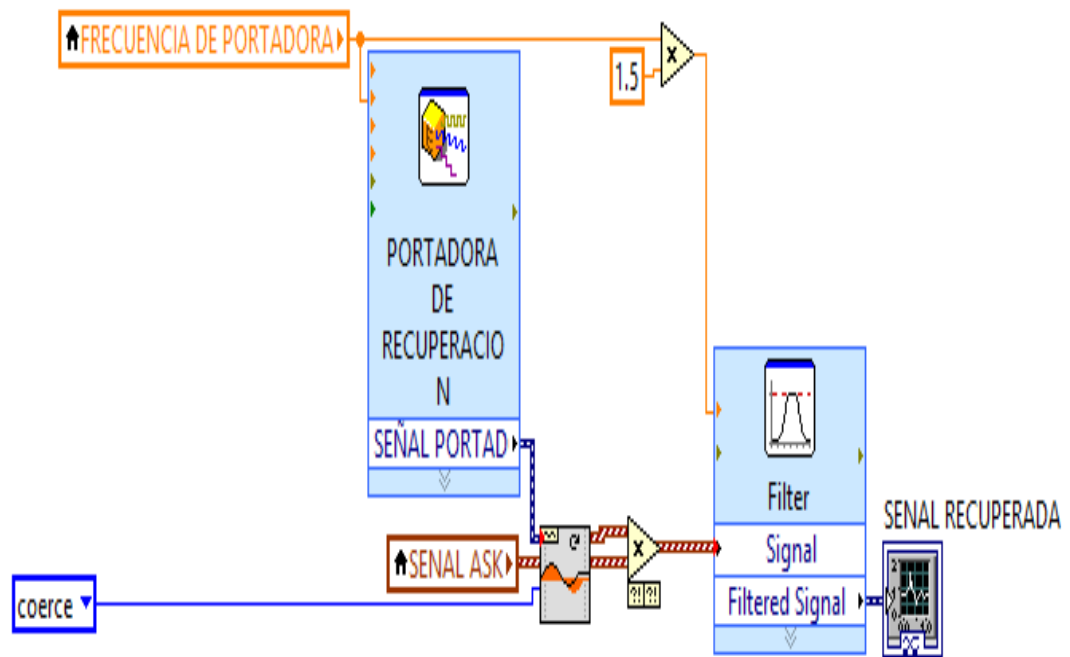 FRECUENCIA DE PORTADORA
x
1.5
PORTADORA
DE
RECUPERACIO
N
SEÑAL PORTAD
Filter
Signal
Filtered Signal
SENAL RECUPERADA
SENAL ASK
x
?! ?!
coerce